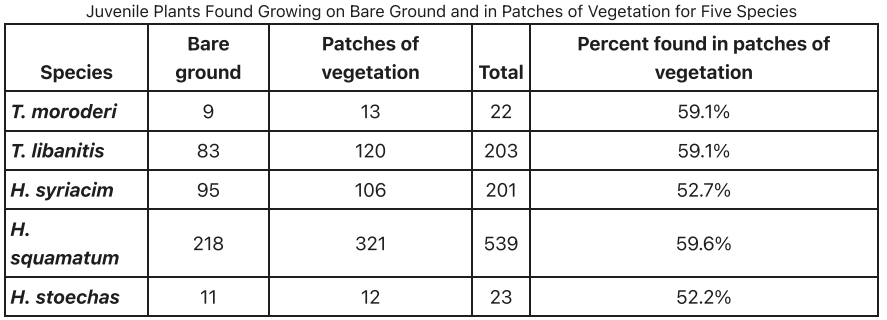 Juvenile Plants Found Growing on Bare Ground and in Patches of Vegetation for Five Species
Species | Bare ground | Patches of vegetation | Total | Percent found in patches of vegetation
T. moroderi | 9 | 13 | 22 | 59.1%
T. libanitis | 83 | 120 | 203 | 59.1%
H. syriacim | 95 | 106 | 201 | 52.7%
H. squamatum | 218 | 321 | 539 | 59.6%
H. stoechas | 11 | 12 | 23 | 52.2%